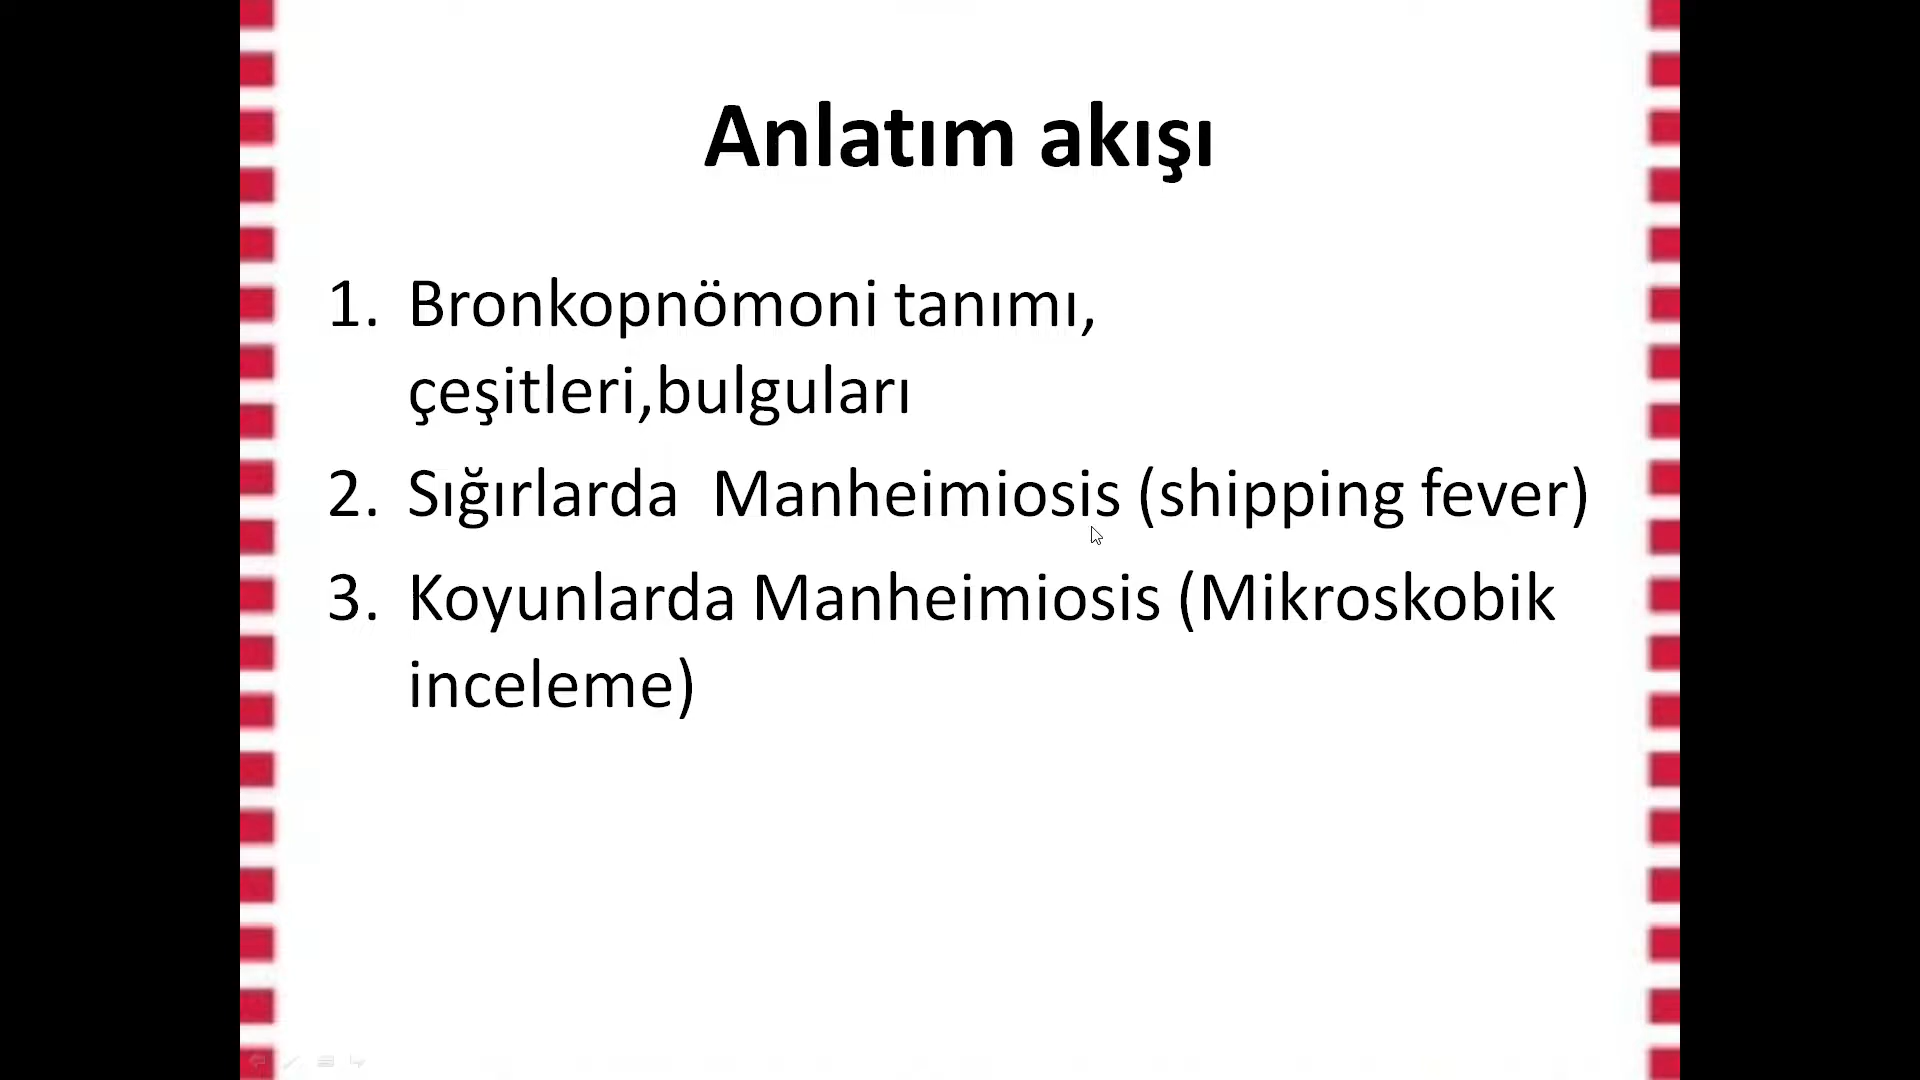 Anlatım akışı
1. Bronkopnömoni tanımı,
çeşitleri,bulguları
2. Sığırlarda  Manheimiosis (shipping fever)
3. Koyunlarda Manheimiosis (Mikroskobik
inceleme)